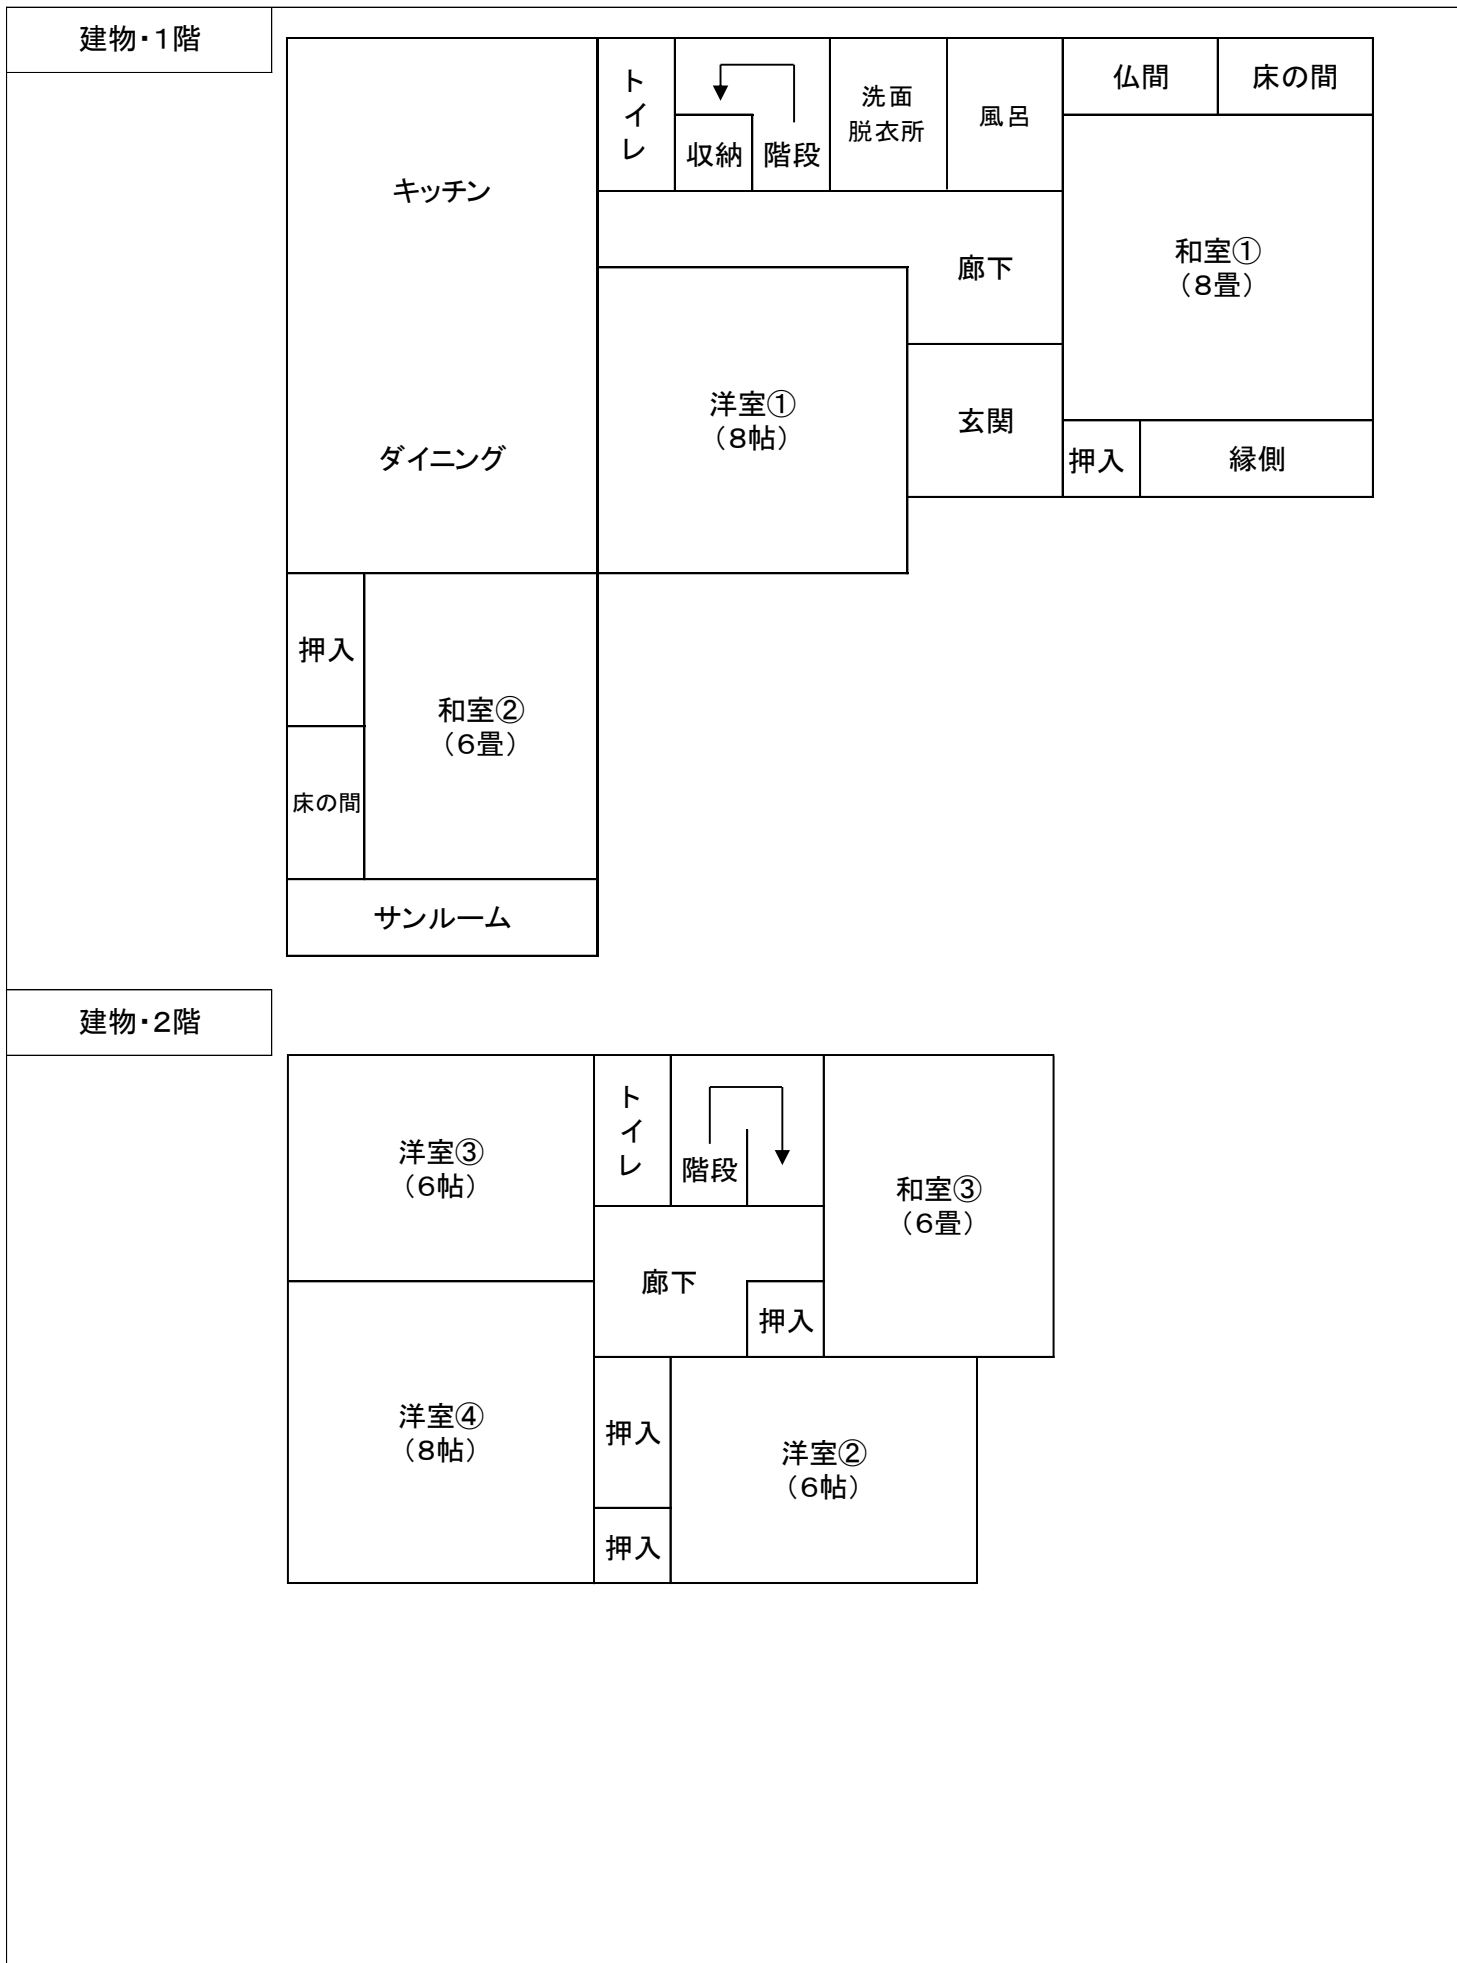 建物・1階
トイレ
収納
階段
洗面
脱衣所
風呂
仏間
床の間
キッチン
廊下
和室①
（8畳）
洋室①
（8帖）
玄関
ダイニング
押入
縁側
押入
和室②
（6畳）
床の間
サンルーム
建物・2階
洋室③
（6帖）
トイレ
階段
和室③
（6畳）
廊下
押入
洋室④
（8帖）
押入
洋室②
（6帖）
押入